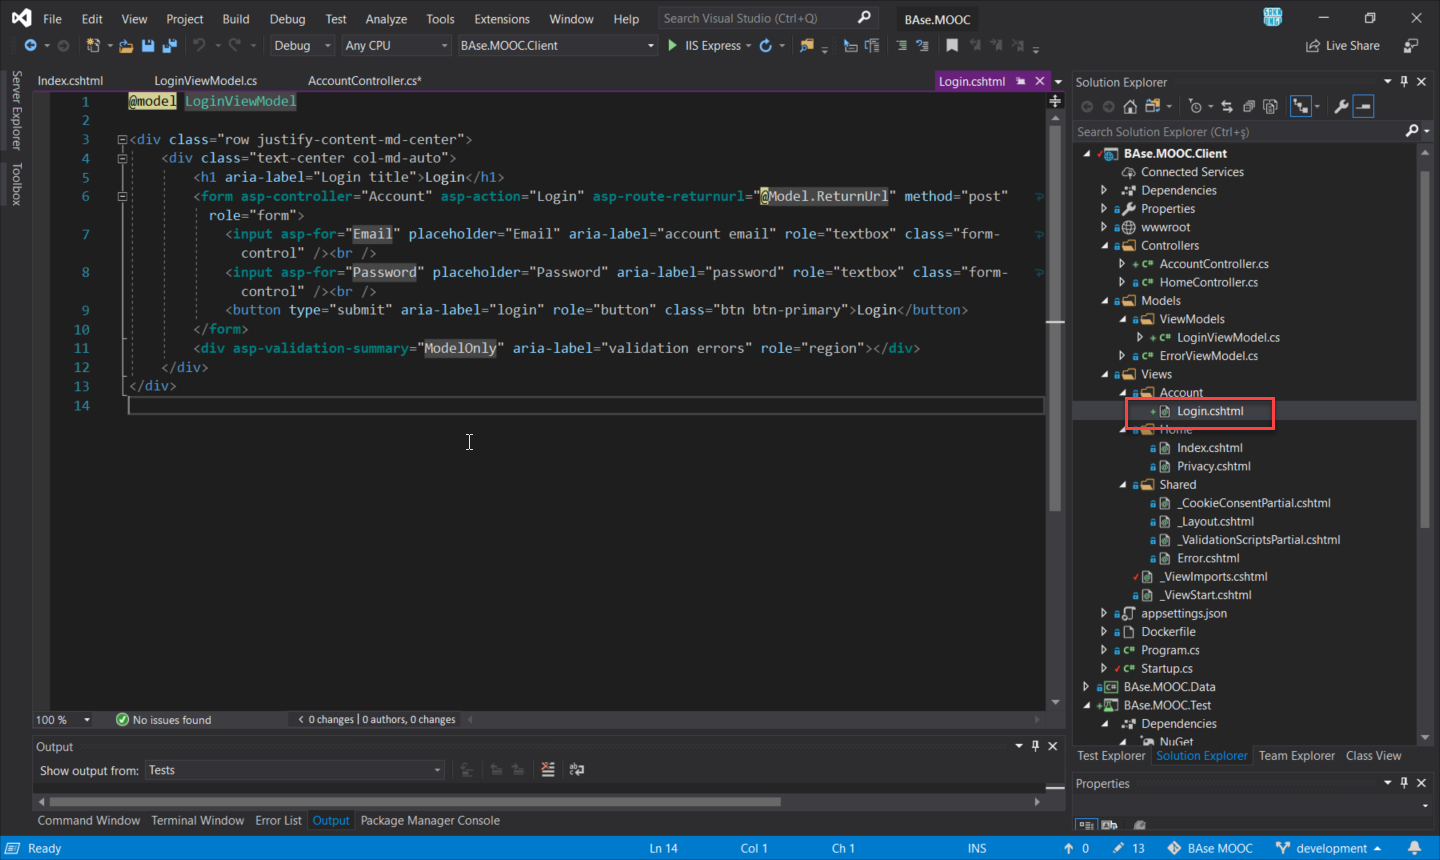 File Edit View Project Build Debug Test Analyze Tools Extensions Window Help Search Visual Studio (Ctrl+Q) BAse.MOOC
Debug Any CPU BAse.MOOC.Client IIS Express Live Share
Server Explorer
Toolbox
Index.cshtml LoginViewModel.cs AccountController.cs* Login.cshtml
1 @model LoginViewModel
2
3 <div class="row justify-content-md-center">
4 <div class="text-center col-md-auto">
5 <h1 aria-label="Login title">Login</h1>
6 <form asp-controller="Account" asp-action="Login" asp-route-returnurl="@Model.ReturnUrl" method="post"
role="form">
7 <input asp-for="Email" placeholder="Email" aria-label="account email" role="textbox" class="form-
control" /><br />
8 <input asp-for="Password" placeholder="Password" aria-label="password" role="textbox" class="form-
control" /><br />
9 <button type="submit" aria-label="login" role="button" class="btn btn-primary">Login</button>
10 </form>
11 <div asp-validation-summary="ModelOnly" aria-label="validation errors" role="region"></div>
12 </div>
13 </div>
14
100 % No issues found 0 changes | 0 authors, 0 changes
Output
Show output from: Tests
Command Window Terminal Window Error List Output Package Manager Console
Solution Explorer
Search Solution Explorer (Ctrl+ş)
BAse.MOOC.Client
Connected Services
Dependencies
Properties
wwwroot
Controllers
C# AccountController.cs
C# HomeController.cs
Models
ViewModels
C# LoginViewModel.cs
C# ErrorViewModel.cs
Views
Account
Login.cshtml
Home
Index.cshtml
Privacy.cshtml
Shared
_CookieConsentPartial.cshtml
_Layout.cshtml
_ValidationScriptsPartial.cshtml
Error.cshtml
_ViewImports.cshtml
_ViewStart.cshtml
appsettings.json
Dockerfile
C# Program.cs
C# Startup.cs
C# BAse.MOOC.Data
BAse.MOOC.Test
Dependencies
NuGet
Test Explorer Solution Explorer Team Explorer Class View
Properties
Ready Ln 14 Col 1 Ch 1 INS 0 13 BAse MOOC development